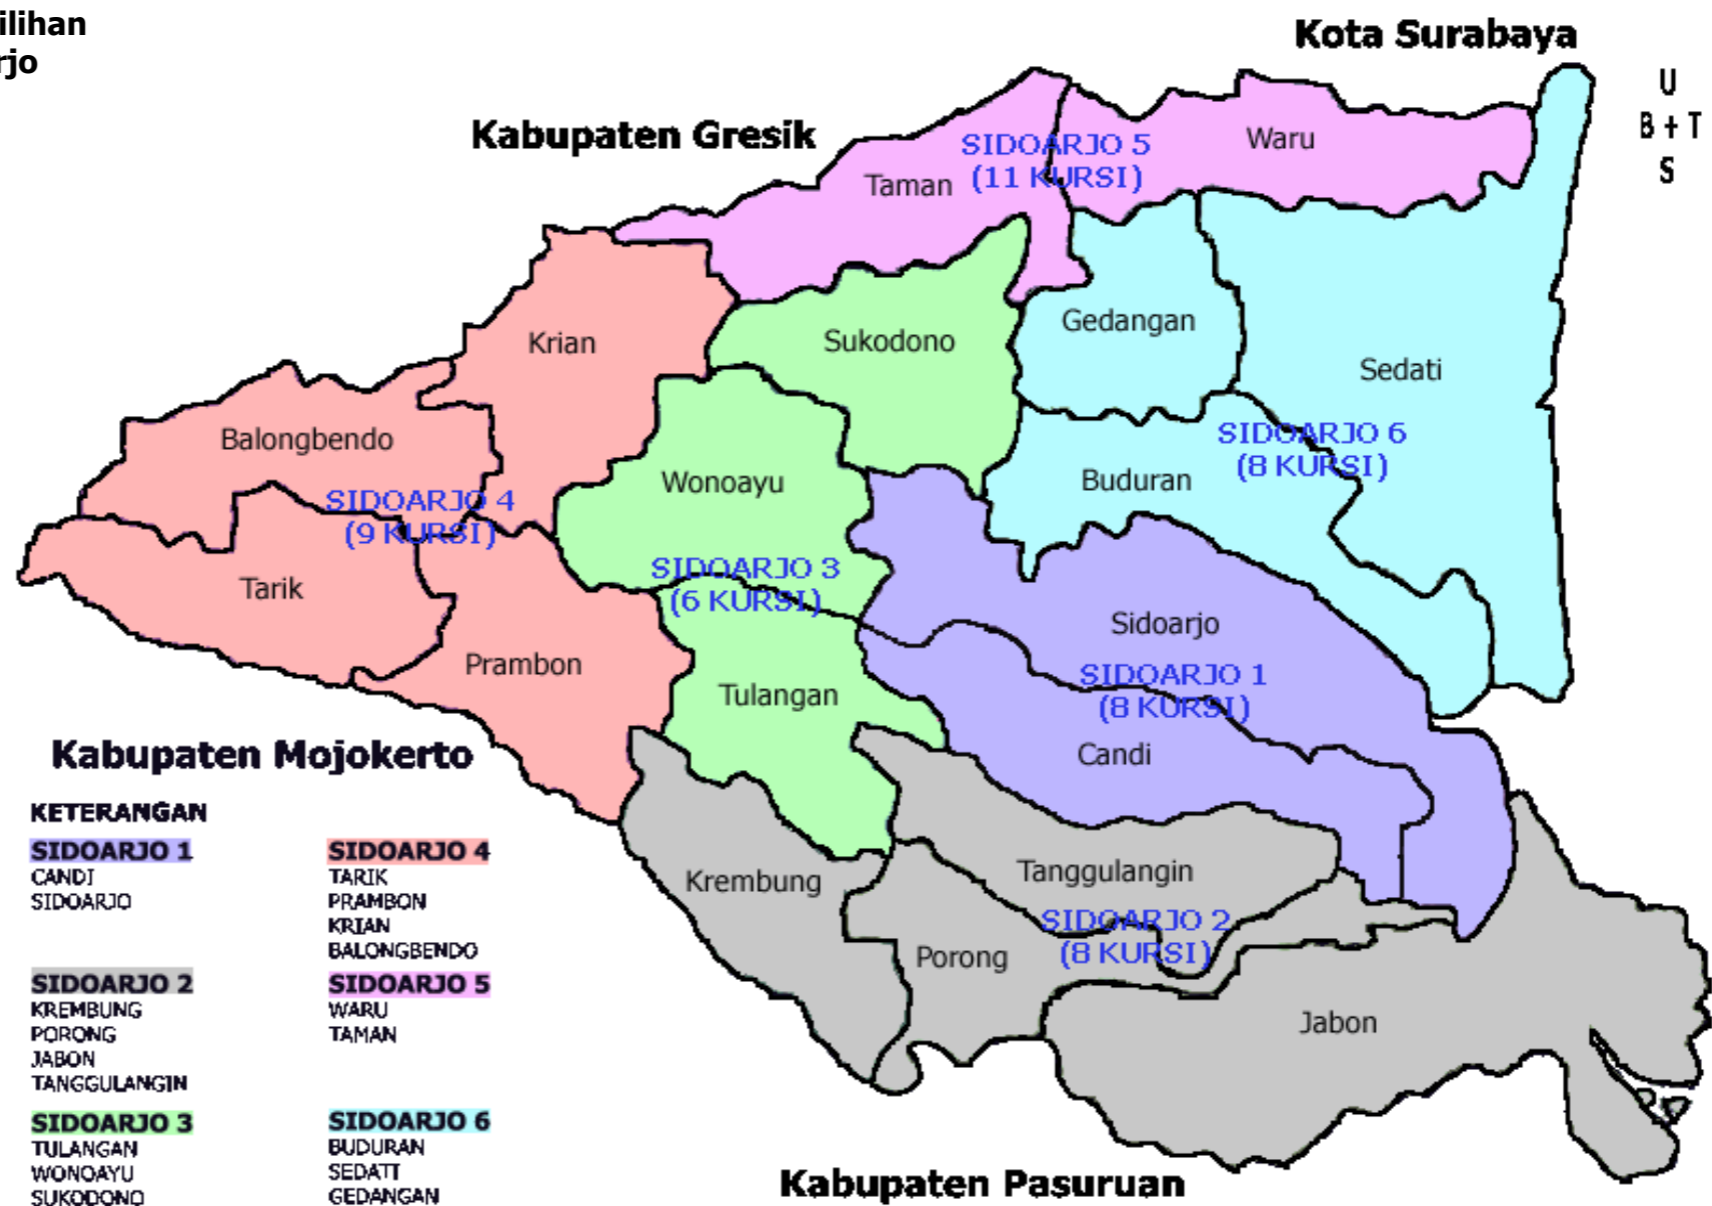 ilihan
rjo
Kota Surabaya
U
B + T
S
Kabupaten Gresik
SIDOARJO 5
(11 KURSI)
Waru
Taman
Krian
Sukodono
Gedangan
Sedati
Balongbendo
SIDOARJO 6
(8 KURSI)
Wonoayu
Buduran
SIDOARJO 4
(9 KURSI)
Tarik
SIDOARJO 3
(6 KURSI)
Sidoarjo
Prambon
Tulangan
SIDOARJO 1
(8 KURSI)
Candi
Kabupaten Mojokerto
Krembung
Tanggulangin
SIDOARJO 2
(8 KURSI)
Porong
Jabon
Kabupaten Pasuruan
KETERANGAN
SIDOARJO 1
CANDI
SIDOARJO
SIDOARJO 2
KREMBUNG
PORONG
JABON
TANGGULANGIN
SIDOARJO 3
TULANGAN
WONOAYU
SUKODONO
SIDOARJO 4
TARIK
PRAMBON
KRIAN
BALONGBENDO
SIDOARJO 5
WARU
TAMAN
SIDOARJO 6
BUDURAN
SEDATI
GEDANGAN